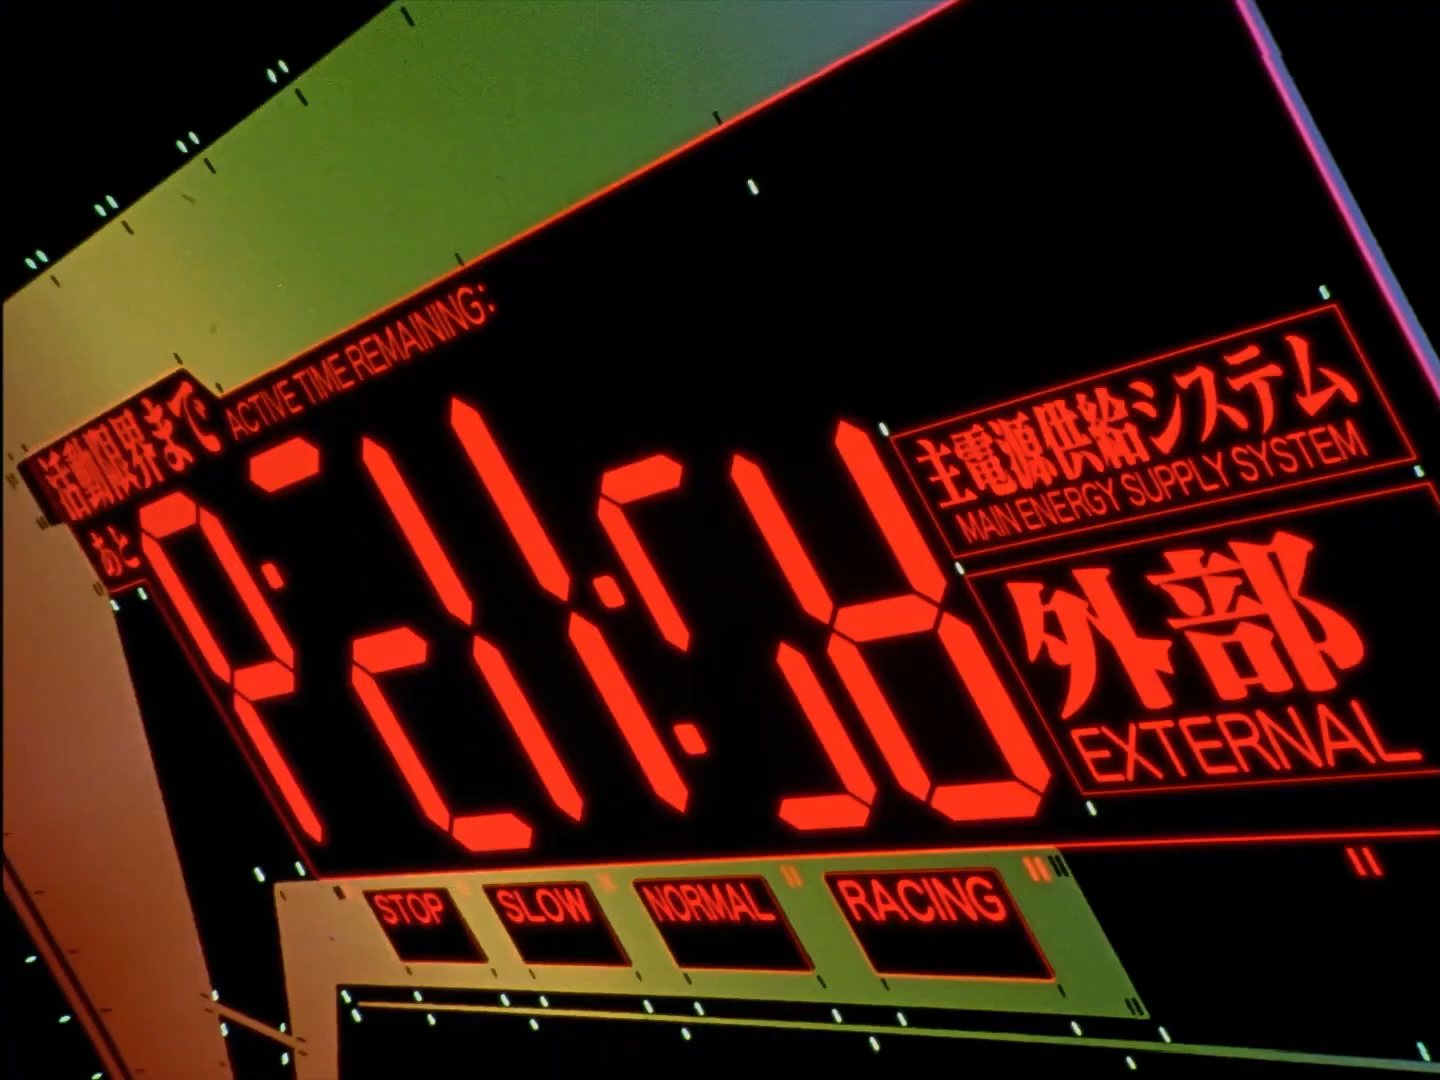 活動限界まで
ACTIVE TIME REMAINING:
あと
主電源供給システム
MAIN ENERGY SUPPLY SYSTEM
外部
EXTERNAL
STOP
SLOW
NORMAL
RACING